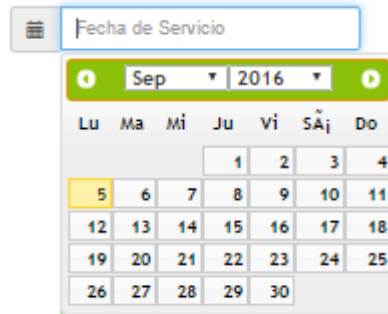 Fecha de Servicio
Sep 2016
Lu Ma Mi Ju Vi SÃ¡ Do
1 2 3 4
5 6 7 8 9 10 11
12 13 14 15 16 17 18
19 20 21 22 23 24 25
26 27 28 29 30